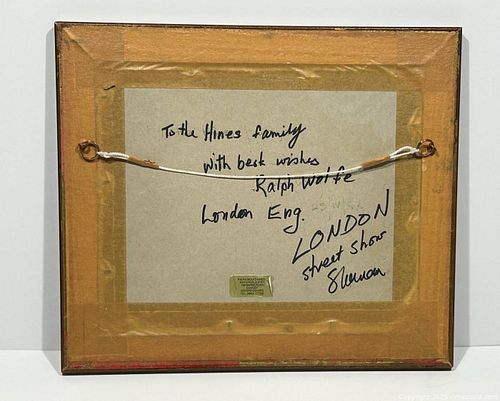 To the Hines family
with best wishes
Ralph Wolfe
London Eng.
LONDON
street show
Sherman